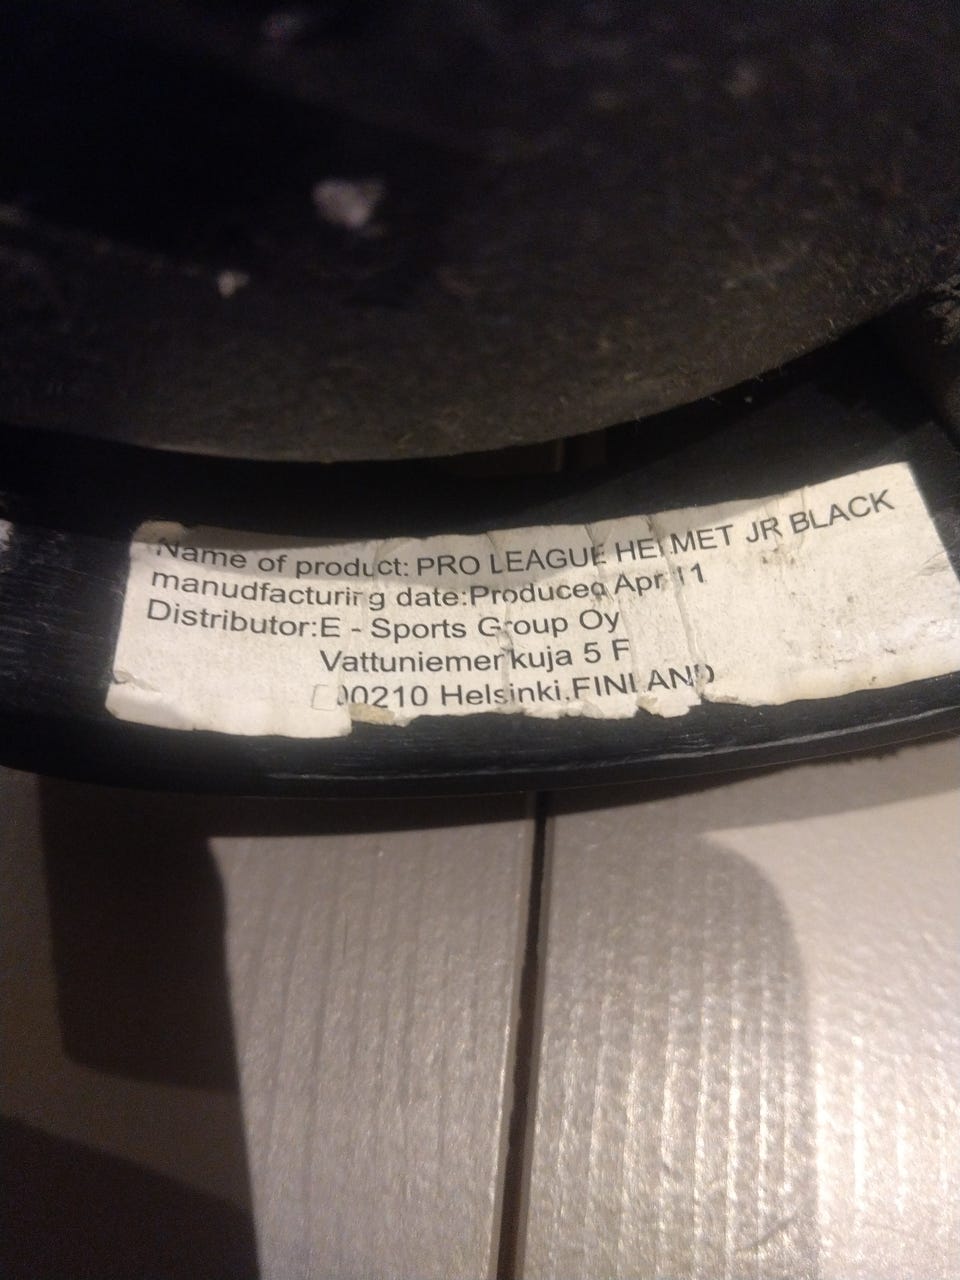 Name of product: PRO LEAGUE HELMET JR BLACK
manudfacturing date:Produced Apr 11
Distributor:E - Sports Group Oy
Vattuniemenkuja 5 F
00210 Helsinki.FINLAND